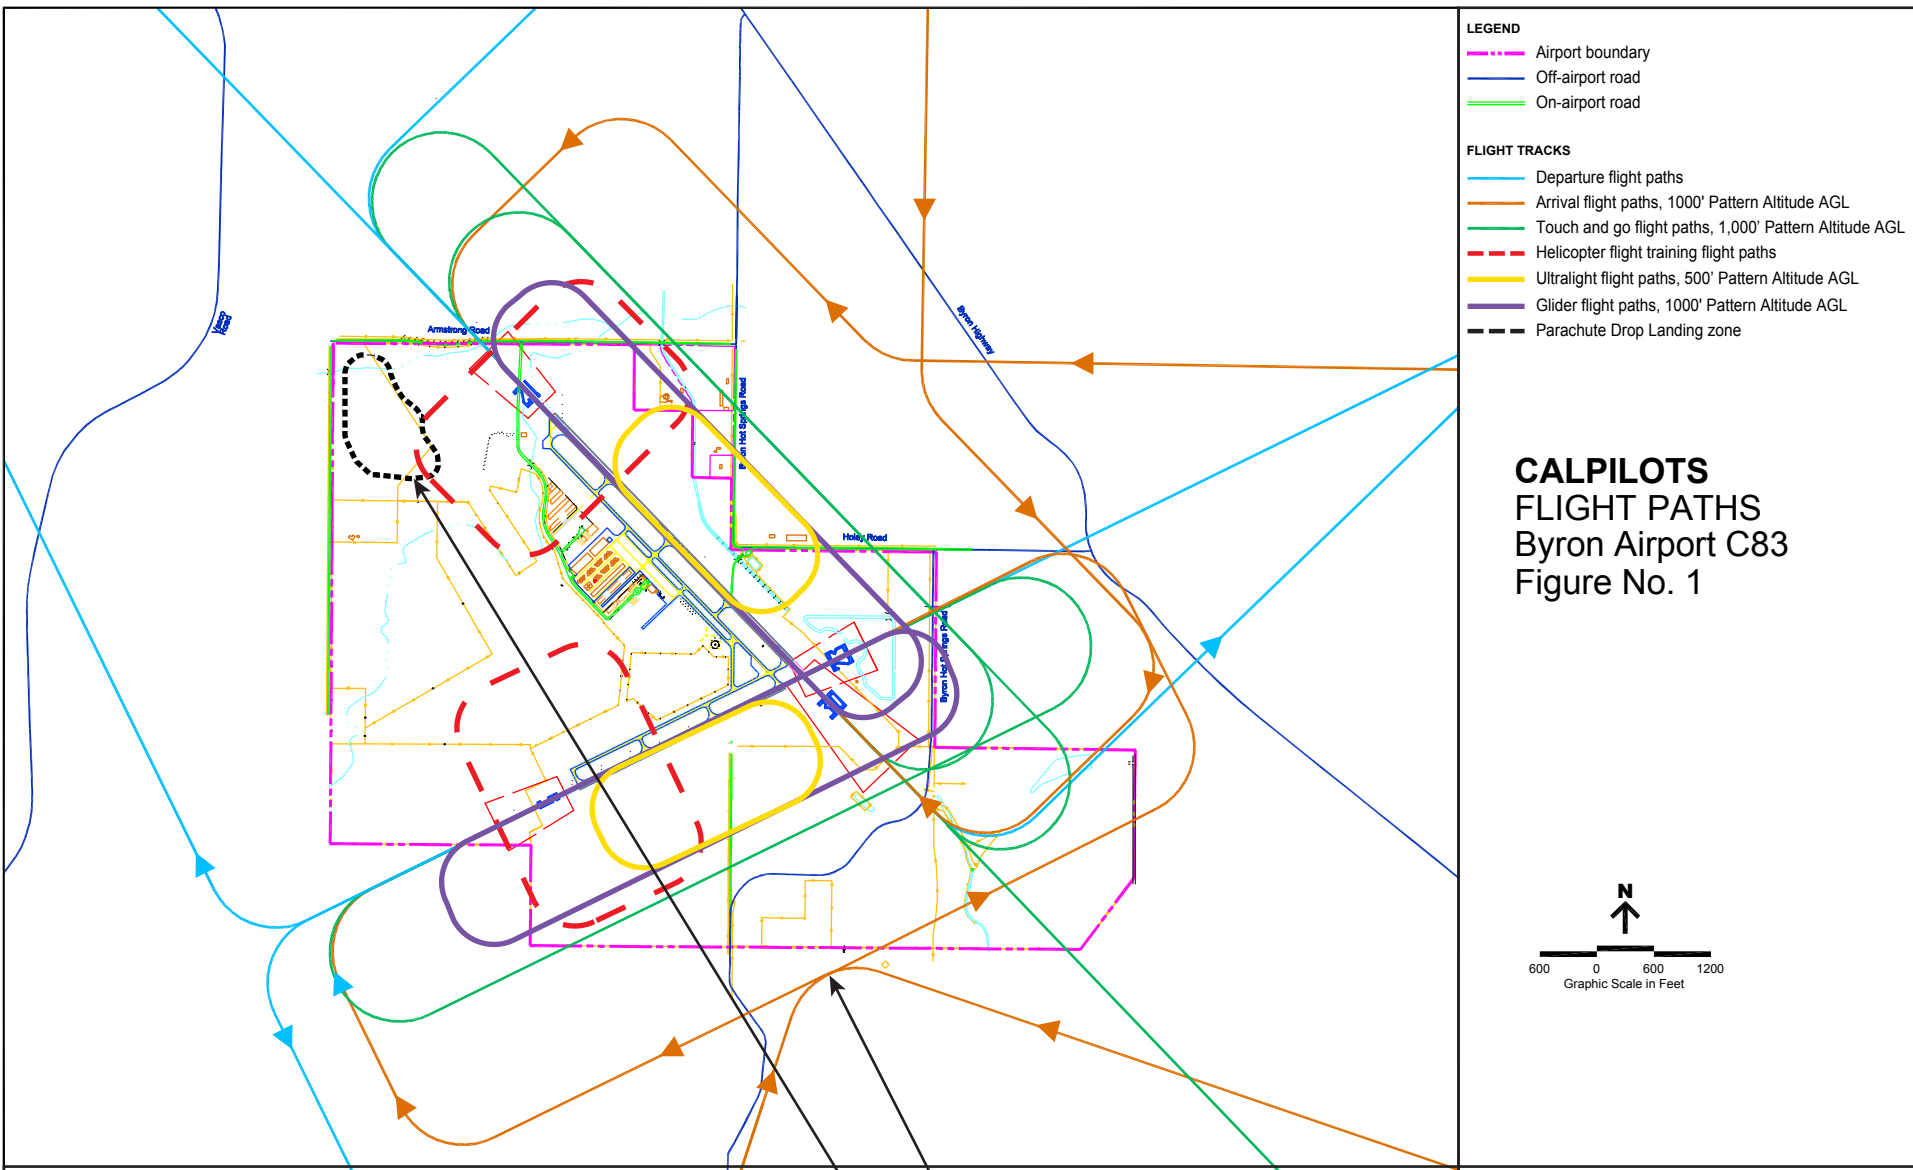 LEGEND
Airport boundary
Off-airport road
On-airport road
FLIGHT TRACKS
Departure flight paths
Arrival flight paths, 1000' Pattern Altitude AGL
Touch and go flight paths, 1,000’ Pattern Altitude AGL
Helicopter flight training flight paths
Ultralight flight paths, 500’ Pattern Altitude AGL
Glider flight paths, 1000' Pattern Altitude AGL
Parachute Drop Landing zone
CALPILOTS
FLIGHT PATHS
Byron Airport C83
Figure No. 1
N
600 0 600 1200
Graphic Scale in Feet
Vasco
Road
Armstrong Road
Byron Highway
Byron Hot Springs Road
Holey Road
Byron Hot Springs Road